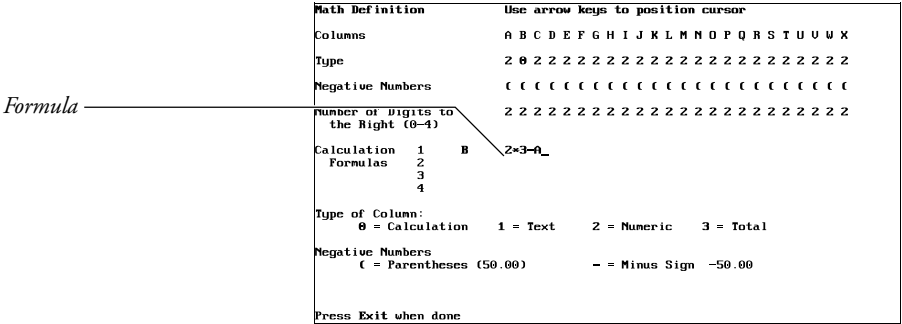 Math Definition Use arrow keys to position cursor
Columns A B C D E F G H I J K L M N O P Q R S T U V W X
Type 2 0 2 2 2 2 2 2 2 2 2 2 2 2 2 2 2 2 2 2 2 2 2 2
Negative Numbers ( ( ( ( ( ( ( ( ( ( ( ( ( ( ( ( ( ( ( ( ( ( ( (
Formula
Number of Digits to 2 2 2 2 2 2 2 2 2 2 2 2 2 2 2 2 2 2 2 2 2 2 2 2
the Right (0-4)
Calculation 1 B 2*3-A_
Formulas 2
3
4
Type of Column:
0 = Calculation 1 = Text 2 = Numeric 3 = Total
Negative Numbers
( = Parentheses (50.00) - = Minus Sign -50.00
Press Exit when done